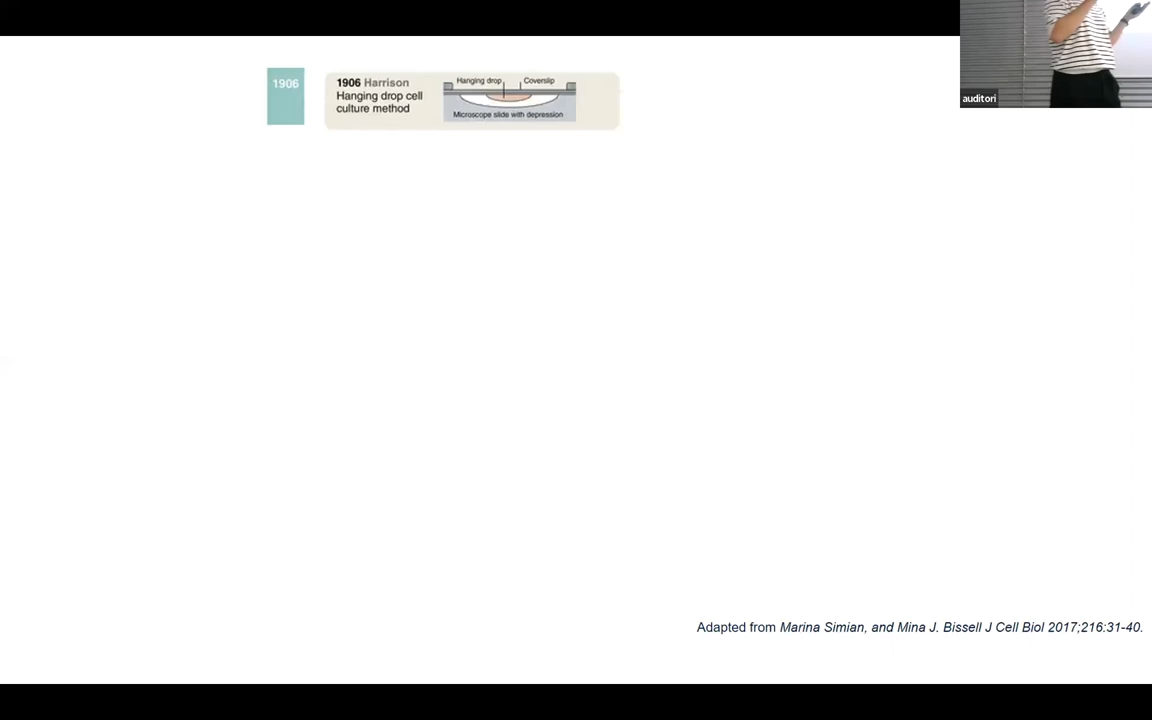 1906
1906 Harrison
Hanging drop cell
culture method
Hanging drop
Coverslip
Microscope slide with depression
auditori
Adapted from Marina Simian, and Mina J. Bissell J Cell Biol 2017;216:31-40.